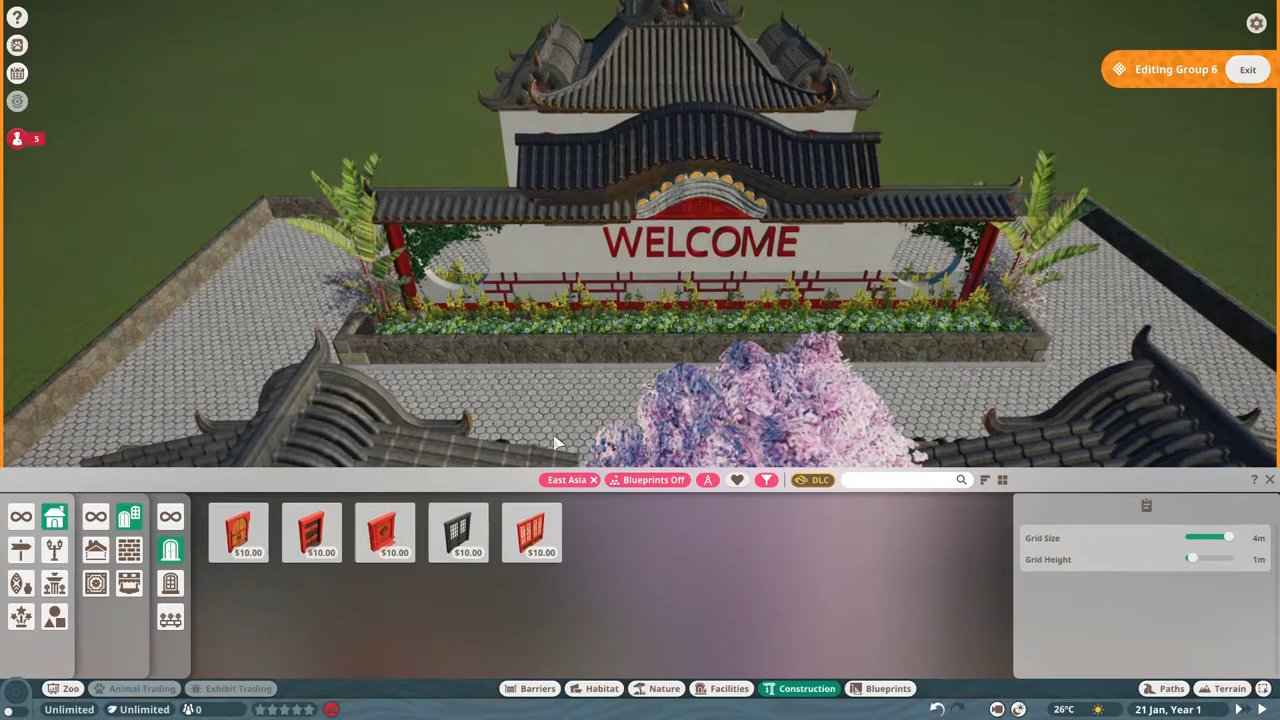 ?
Editing Group 6 Exit
5
WELCOME
East Asia × Blueprints Off DLC
? ×
$10.00 $10.00 $10.00 $10.00 $10.00
Grid Size 4m
Grid Height 1m
Zoo Animal Trading Exhibit Trading Barriers Habitat Nature Facilities Construction Blueprints Paths Terrain
Unlimited Unlimited 0 26°C 21 Jan, Year 1